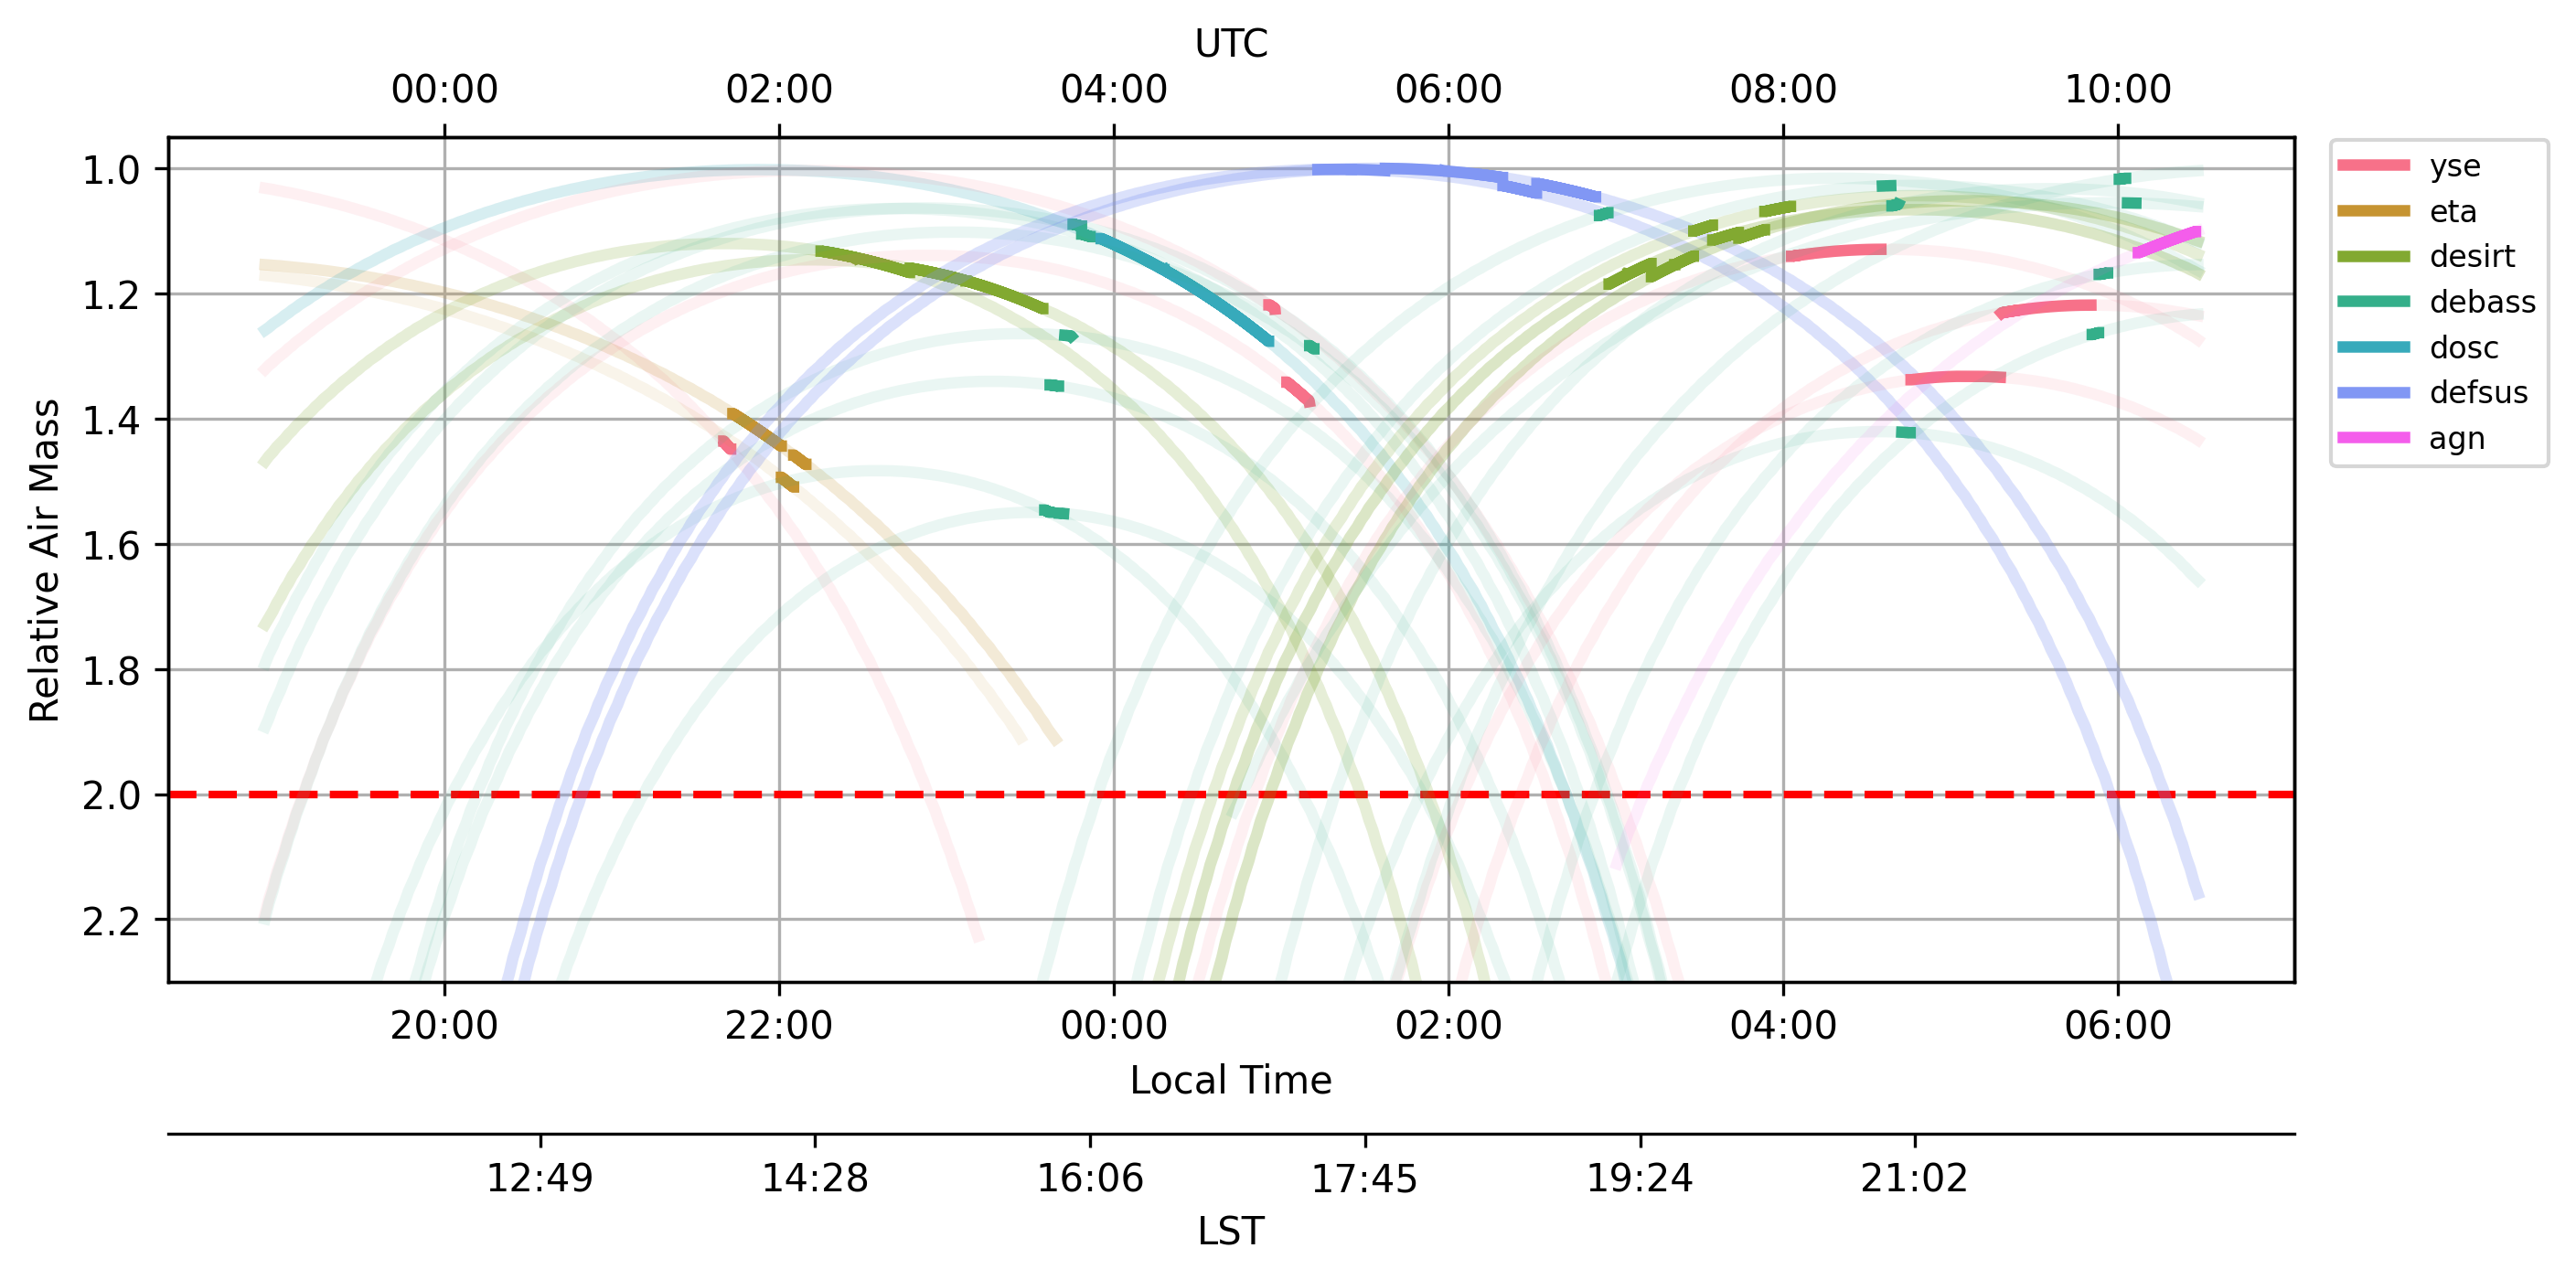 UTC
00:00 02:00 04:00 06:00 08:00 10:00
1.0
1.2
1.4
1.6
1.8
2.0
2.2
Relative Air Mass
yse
eta
desirt
debass
dosc
defsus
agn
20:00 22:00 00:00 02:00 04:00 06:00
Local Time
12:49 14:28 16:06 17:45 19:24 21:02
LST